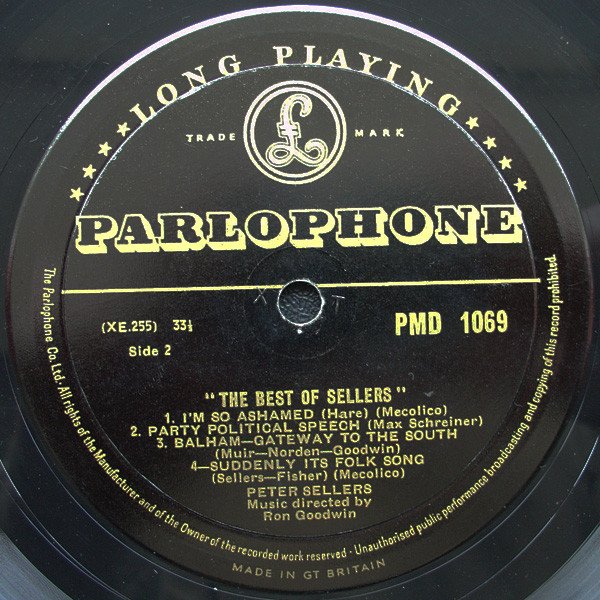 ★★★★★ LONG PLAYING ★★★★★
TRADE £ MARK
PARLOPHONE
(XE.255) 33⅓
Side 2
PMD 1069
"THE BEST OF SELLERS"
1. I'M SO ASHAMED (Hare) (Mecolico)
2. PARTY POLITICAL SPEECH (Max Schreiner)
3. BALHAM—GATEWAY TO THE SOUTH
(Muir—Norden—Goodwin)
4—SUDDENLY ITS FOLK SONG
(Sellers—Fisher) (Mecolico)
PETER SELLERS
Music directed by
Ron Goodwin
The Parlophone Co. Ltd. All rights of the Manufacturer and of the Owner of the recorded work reserved · Unauthorised public performance broadcasting and copying of this record prohibited.
MADE IN GT BRITAIN